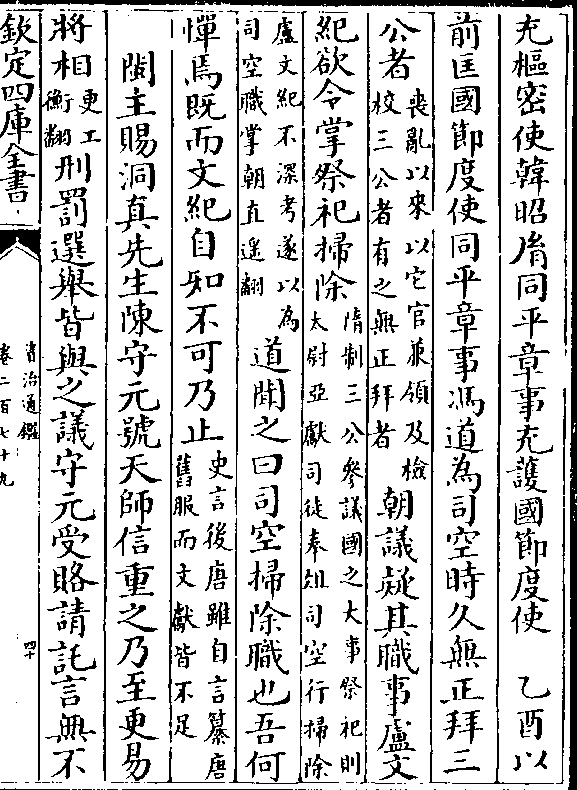 充樞密使韓昭胤同平章事充護國節度使　乙酉以
前匡國節度使同平章事馮道為司空時久無正拜三
公者喪亂以來以它官兼領及檢校三公者有之無正拜者朝議疑其職事盧文
紀欲令掌祭祀掃除隋制三公參議國之大事祭祀則太尉亞獻司徒奉俎司空行掃除
盧文紀不深考遂以為司空職掌朝直遥翻道聞之曰司空掃除職也吾何
憚焉既而文紀自知不可乃止史言後唐雖自言纂唐舊服而文獻皆不足
閩主賜洞真先生陳守元號天師信重之乃至更易
將相更工衡翻刑罰選舉皆與之議守元受賂請託言無不
欽定四庫全書
資治通鑑
卷二百七十九
四十